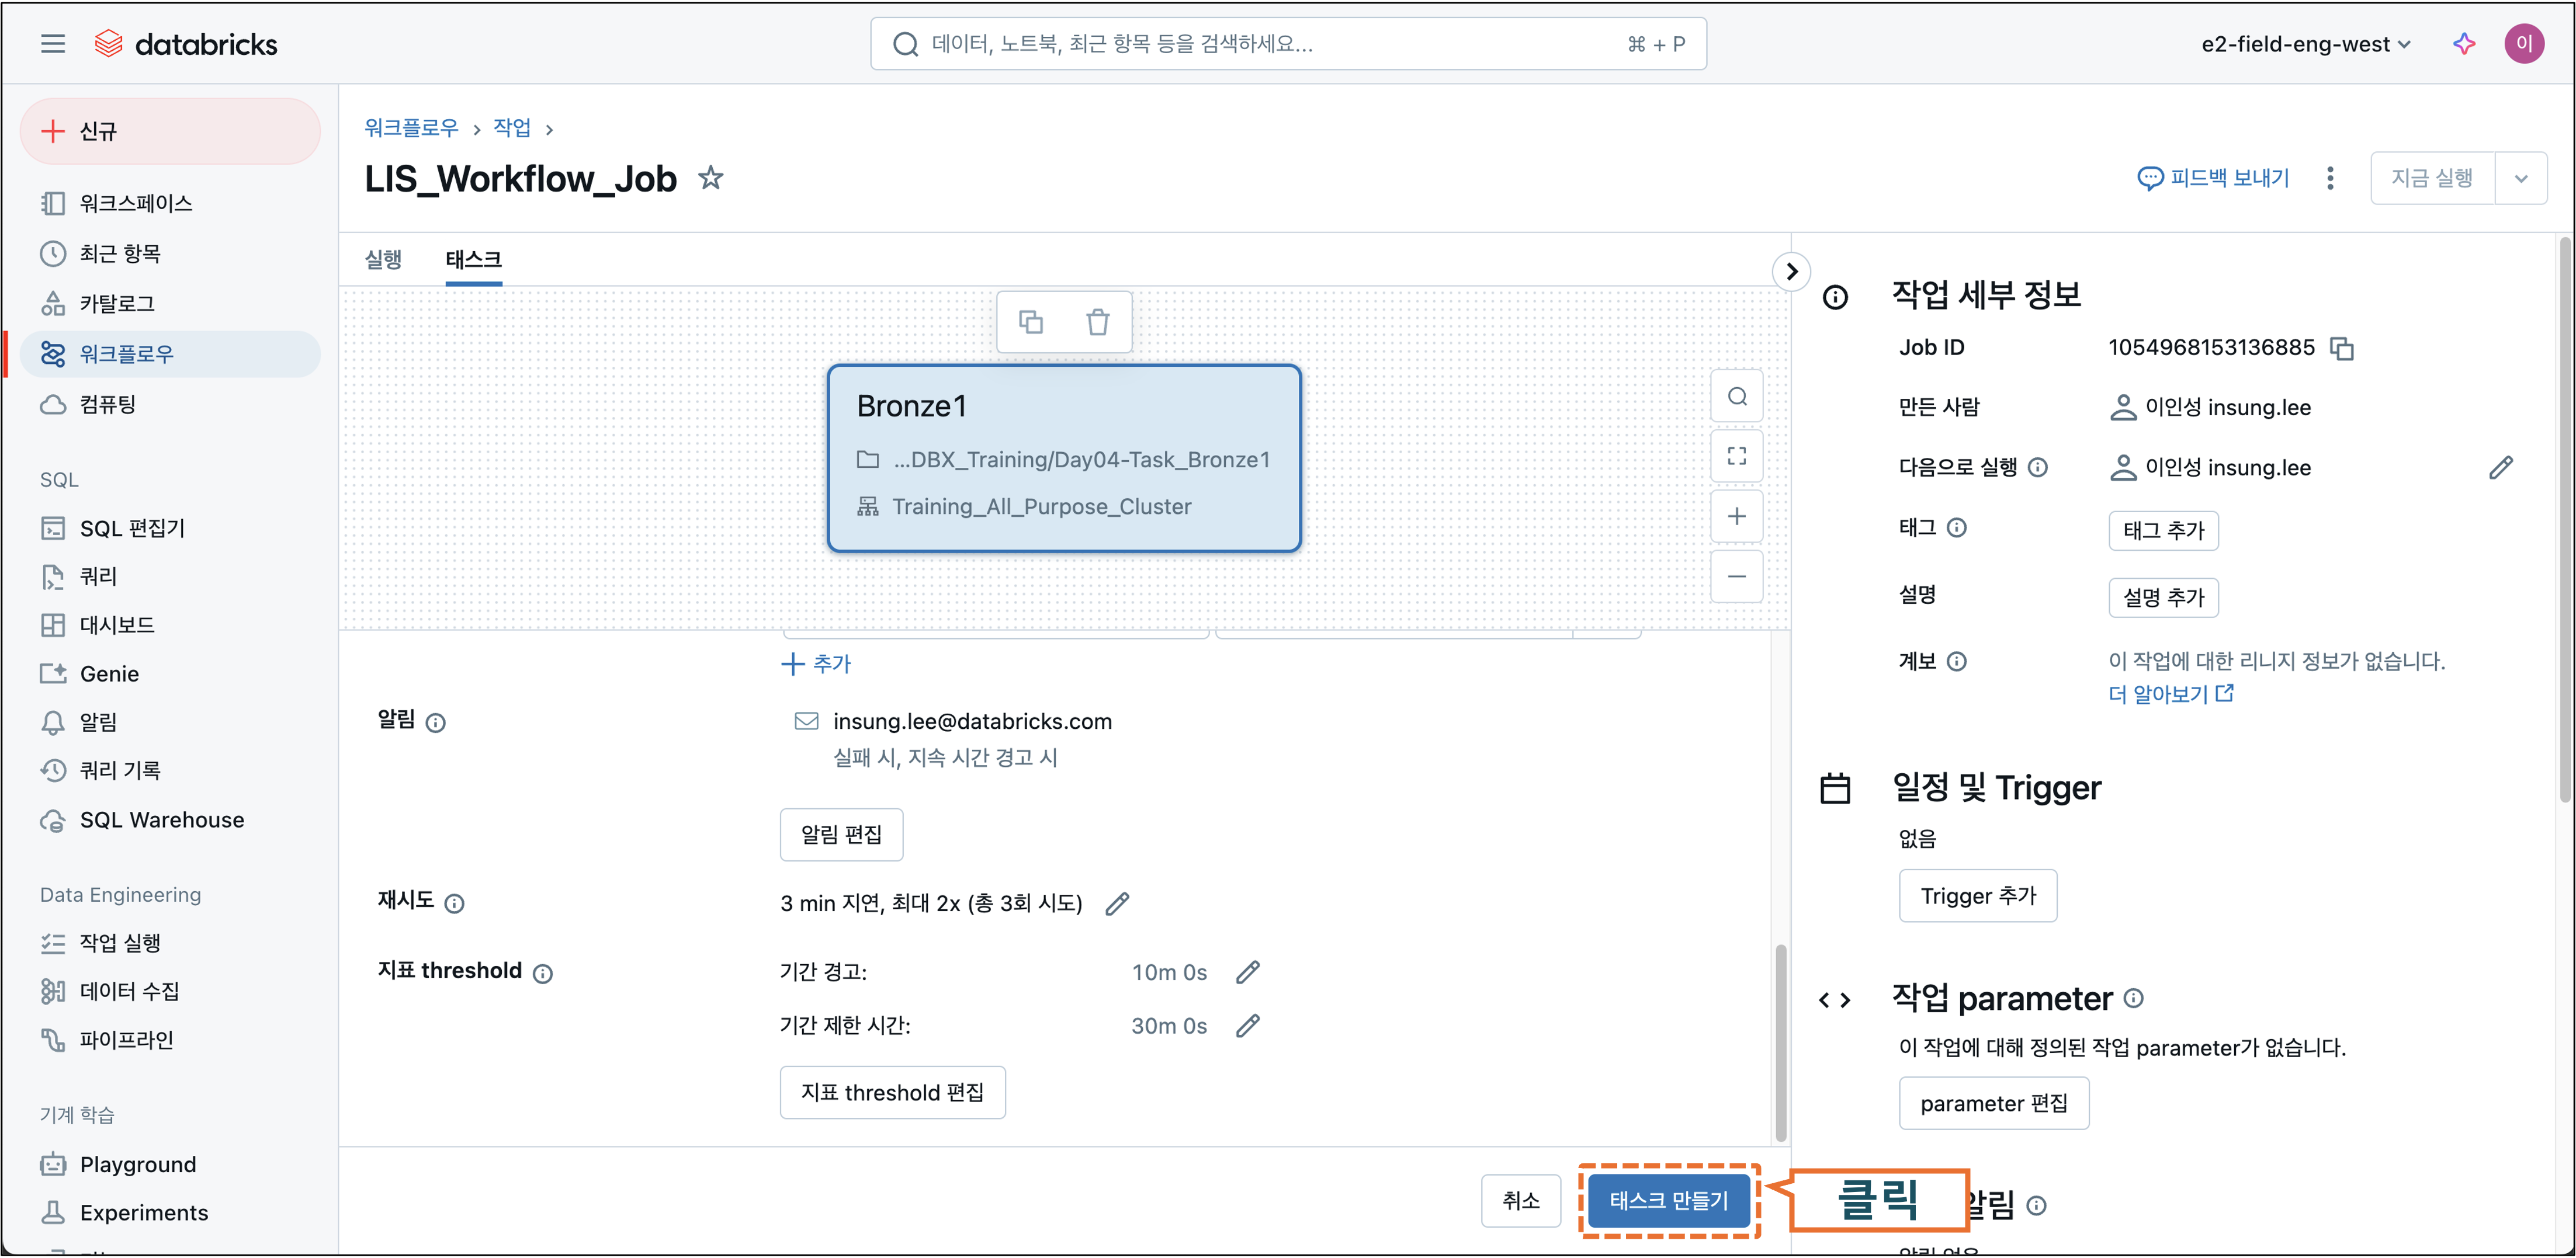 databricks
데이터, 노트북, 최근 항목 등을 검색하세요...
⌘ + P
e2-field-eng-west
이
신규
워크스페이스
최근 항목
카탈로그
워크플로우
컴퓨팅
SQL
SQL 편집기
쿼리
대시보드
Genie
알림
쿼리 기록
SQL Warehouse
Data Engineering
작업 실행
데이터 수집
파이프라인
기계 학습
Playground
Experiments
워크플로우 › 작업 ›
LIS_Workflow_Job
피드백 보내기
지금 실행
실행
태스크
Bronze1
...DBX_Training/Day04-Task_Bronze1
Training_All_Purpose_Cluster
추가
알림
insung.lee@databricks.com
실패 시, 지속 시간 경고 시
알림 편집
재시도
3 min 지연, 최대 2x (총 3회 시도)
지표 threshold
기간 경고:
10m 0s
기간 제한 시간:
30m 0s
지표 threshold 편집
취소
태스크 만들기
클릭
작업 세부 정보
Job ID
1054968153136885
만든 사람
이인성 insung.lee
다음으로 실행
이인성 insung.lee
태그
태그 추가
설명
설명 추가
계보
이 작업에 대한 리니지 정보가 없습니다.
더 알아보기
일정 및 Trigger
없음
Trigger 추가
작업 parameter
이 작업에 대해 정의된 작업 parameter가 없습니다.
parameter 편집
알림